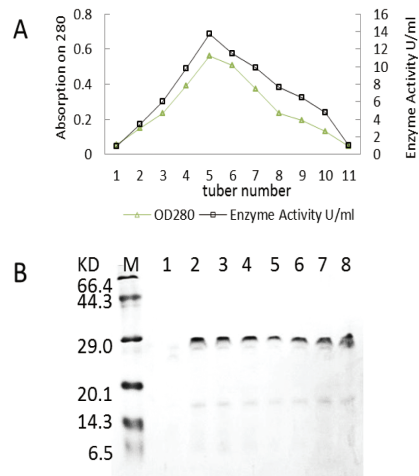 A
Absorption on 280
0.8
0.6
0.4
0.2
0
16
14
12
10
8
6
4
2
0
Enzyme Activity U/ml
1 2 3 4 5 6 7 8 9 10 11
tuber number
OD280 Enzyme Activity U/ml
B
KD M 1 2 3 4 5 6 7 8
66.4
44.3
29.0
20.1
14.3
6.5